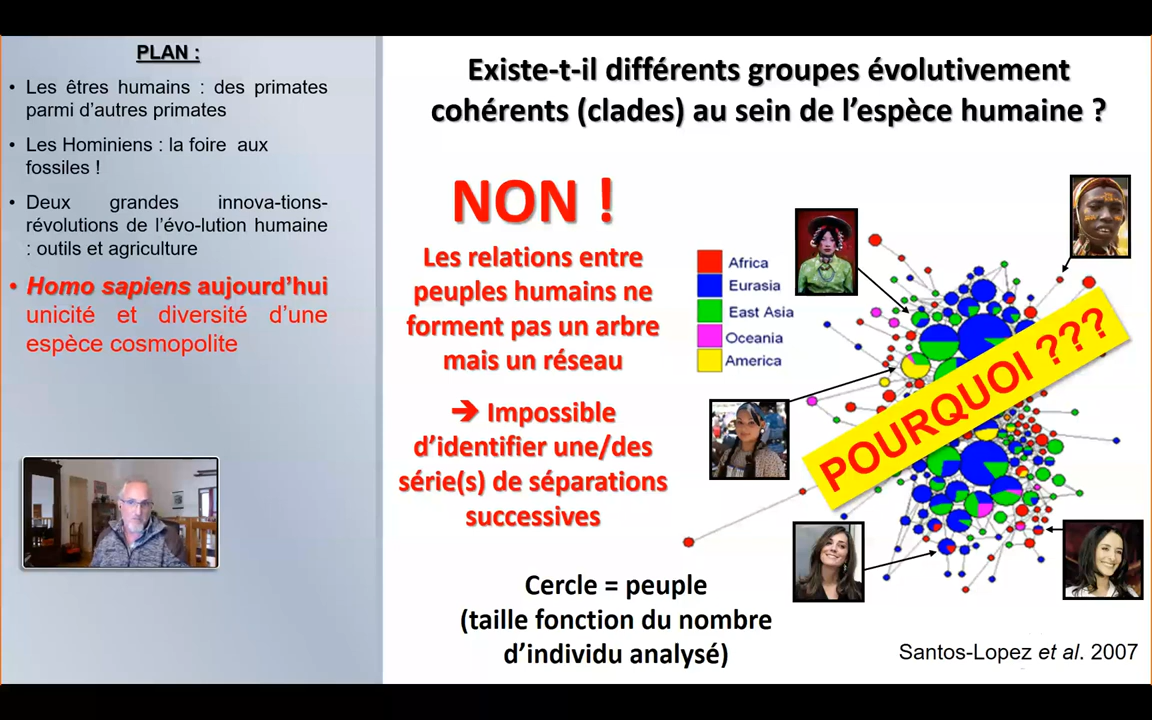 PLAN :
• Les êtres humains : des primates
parmi d’autres primates
• Les Hominiens : la foire aux
fossiles !
• Deux grandes innova-tions-
révolutions de l’évo-lution humaine
: outils et agriculture
• Homo sapiens aujourd’hui
unicité et diversité d’une
espèce cosmopolite
Existe-t-il différents groupes évolutivement
cohérents (clades) au sein de l’espèce humaine ?
NON !
Les relations entre
peuples humains ne
forment pas un arbre
mais un réseau
➔ Impossible
d’identifier une/des
série(s) de séparations
successives
Cercle = peuple
(taille fonction du nombre
d’individu analysé)
Africa
Eurasia
East Asia
Oceania
America
POURQUOI ???
Santos-Lopez et al. 2007